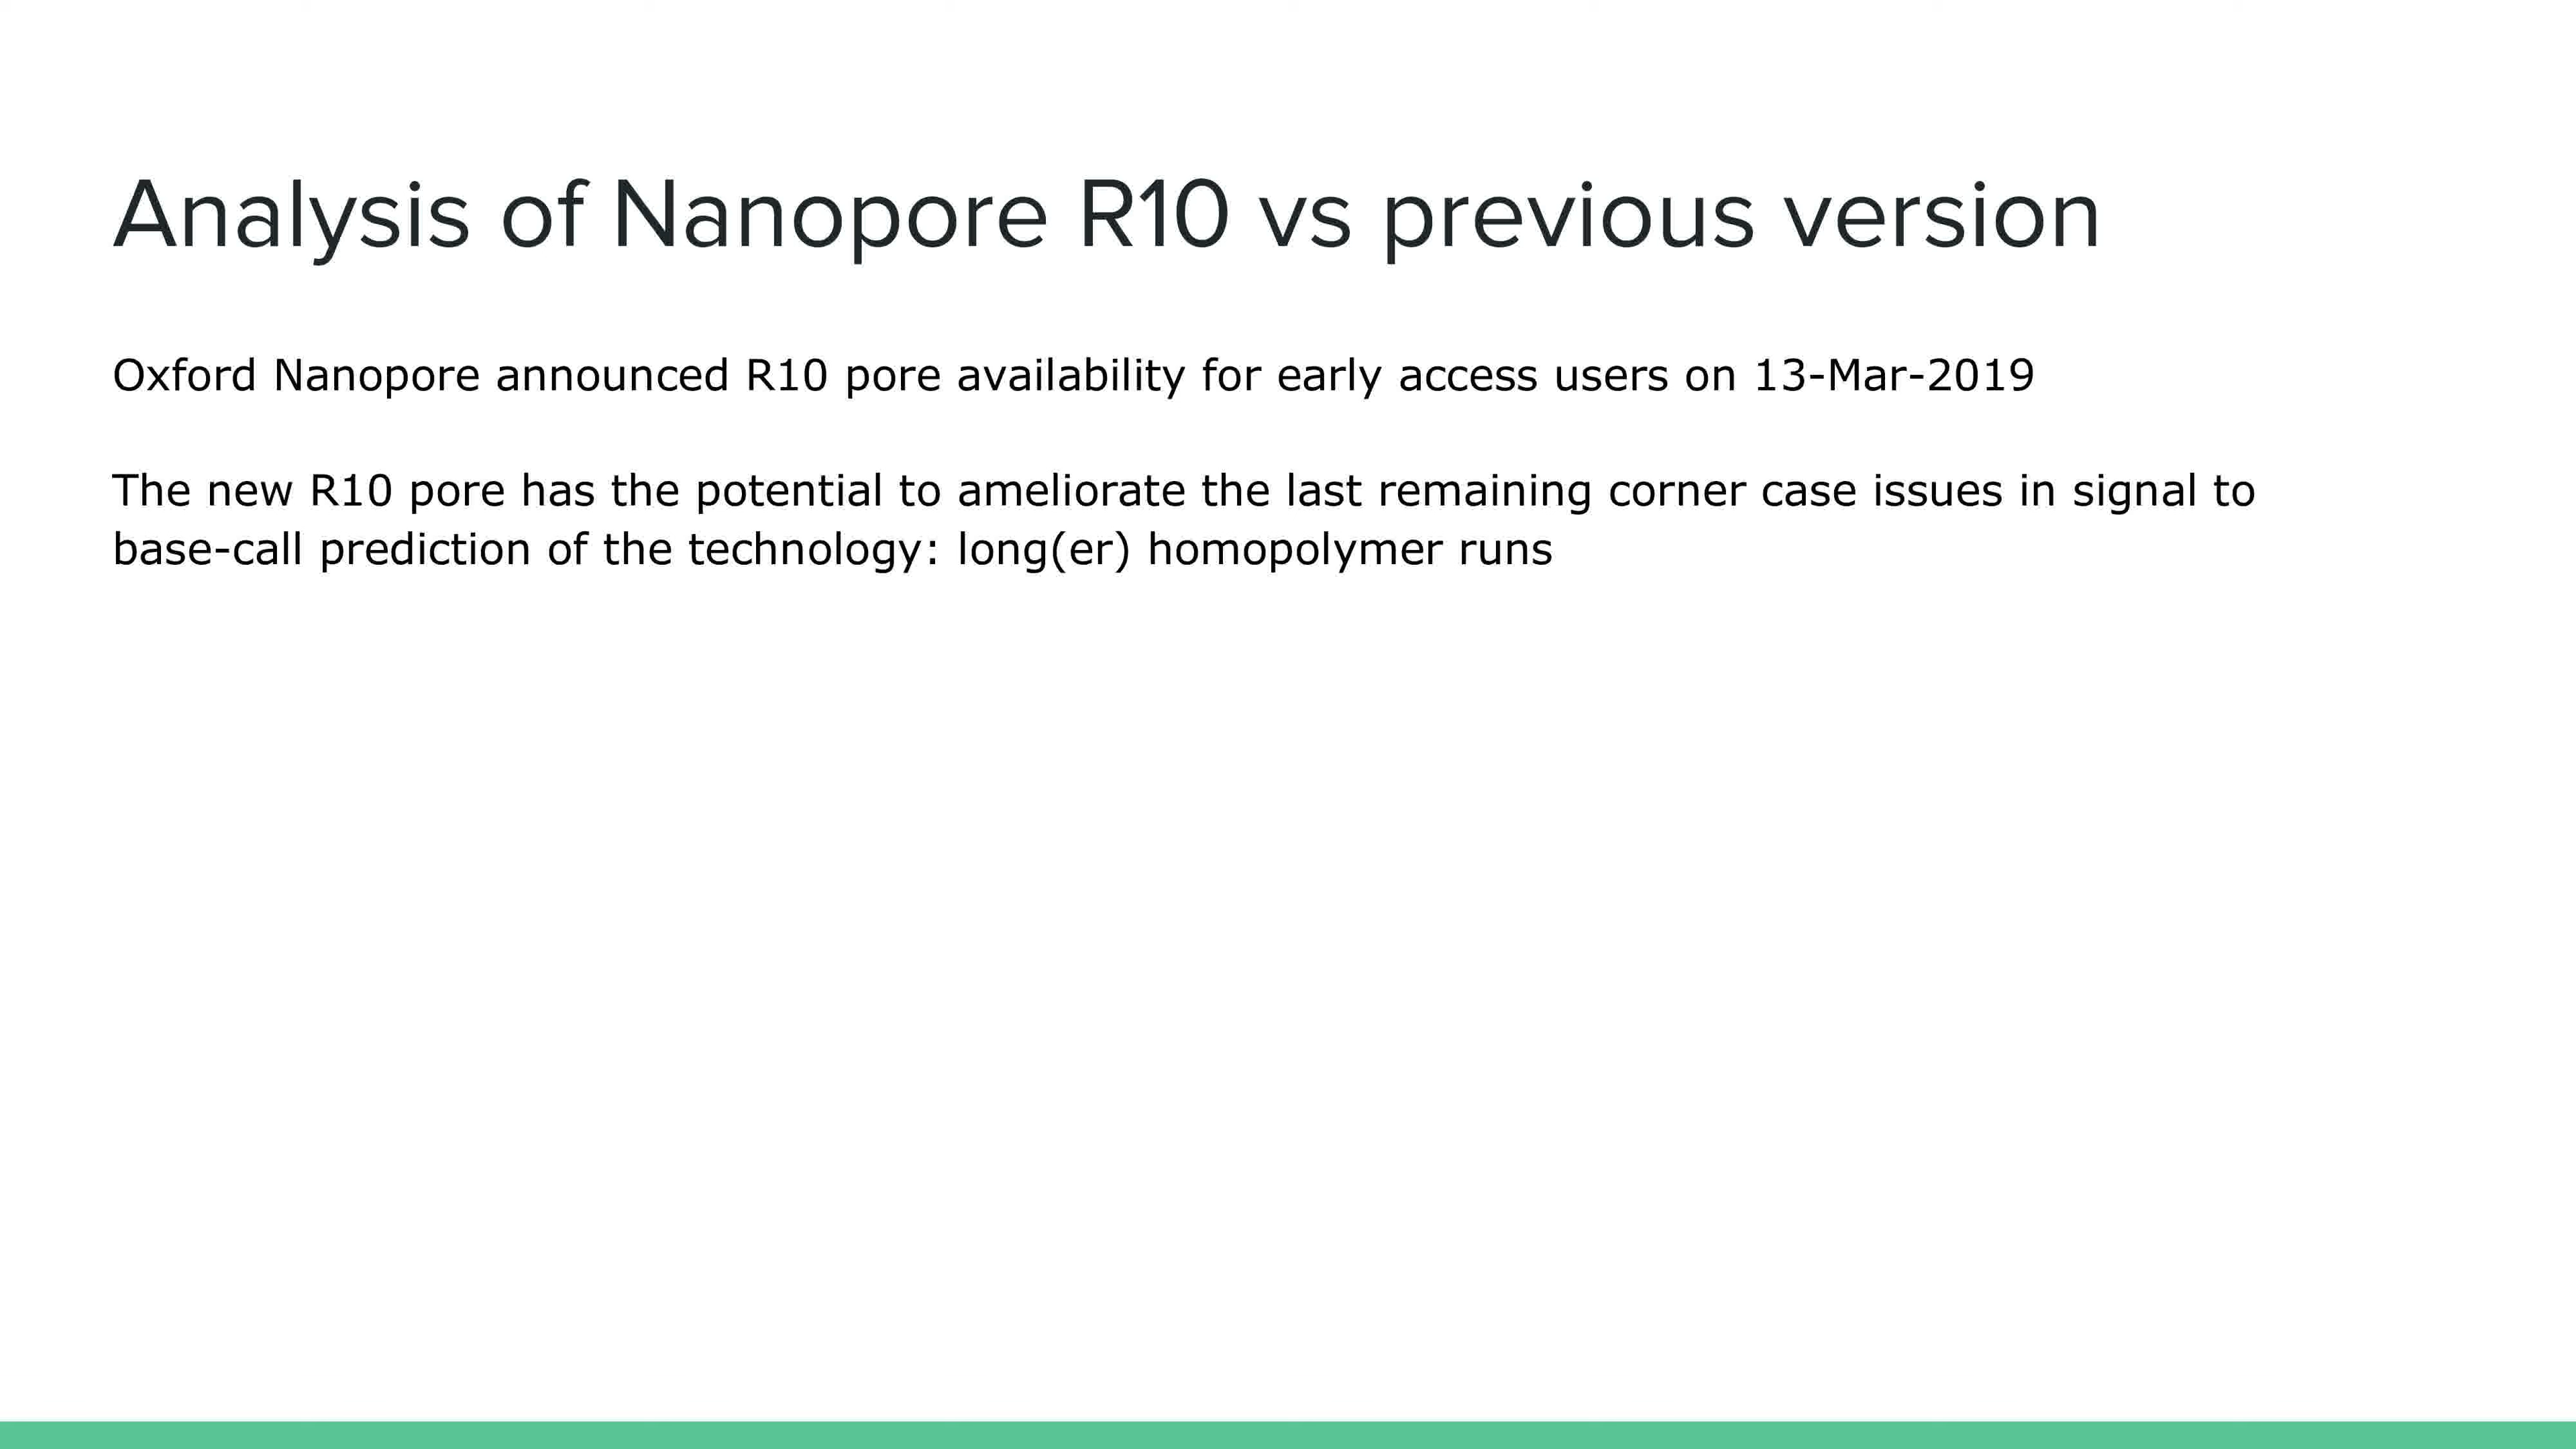 Analysis of Nanopore R10 vs previous version
Oxford Nanopore announced R10 pore availability for early access users on 13-Mar-2019
The new R10 pore has the potential to ameliorate the last remaining corner case issues in signal to
base-call prediction of the technology: long(er) homopolymer runs